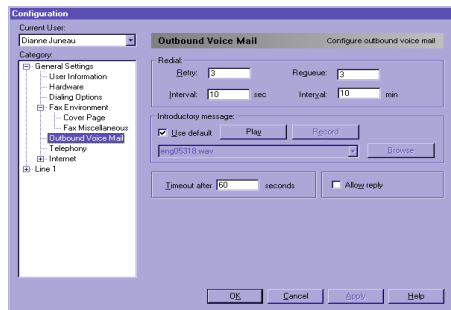 Configuration
Current User:
Dianne Juneau
Category:
General Settings
User Information
Hardware
Dialing Options
Fax Environment
Cover Page
Fax Miscellaneous
Outbound Voice Mail
Telephony
Internet
Line 1
Outbound Voice Mail Configure outbound voice mail
Redial:
Retry: 3 Regueue: 3
Interval: 10 sec Interval: 10 min
Introductory message:
Use default Play Record
eng05318.wav Browse
Timeout after 60 seconds Allow reply
OK Cancel Apply Help